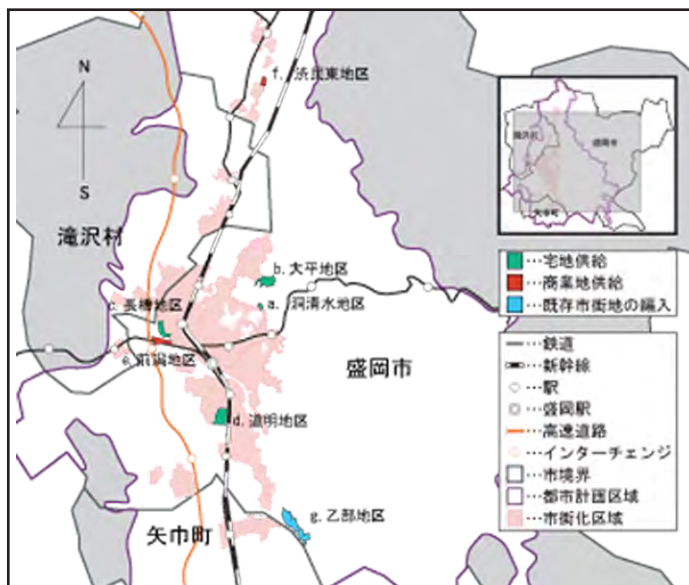 f. 渋民東地区
N
S
滝沢村
盛岡市
矢巾町
滝沢村
b. 大平地区
a. 洞清水地区
c. 長橋地区
e. 前潟地区
盛岡市
d. 道明地区
g. 乙部地区
矢巾町
…宅地供給
…商業地供給
…既存市街地の編入
…鉄道
…新幹線
…駅
…盛岡駅
…高速道路
…インターチェンジ
…市境界
…都市計画区域
…市街化区域